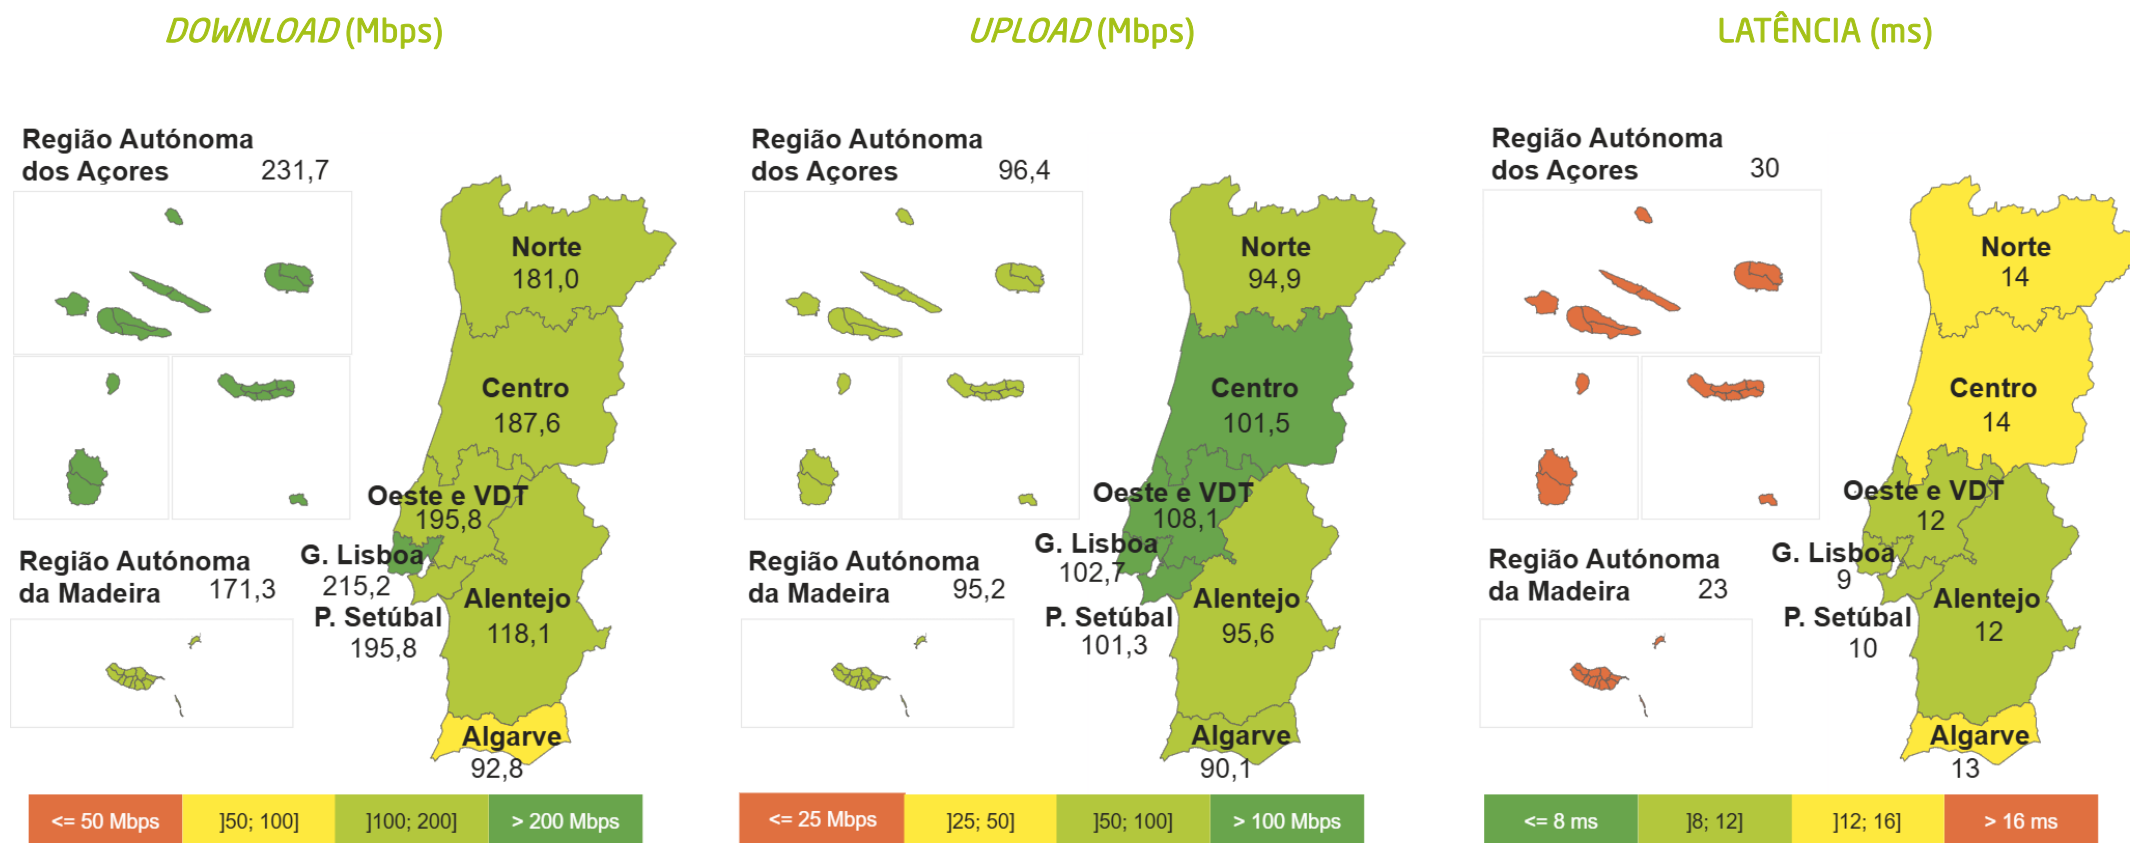 DOWNLOAD (Mbps)
Região Autónoma
dos Açores 231,7
Norte
181,0
Centro
187,6
Oeste e VDT
195,8
G. Lisboa
215,2
P. Setúbal
195,8
Alentejo
118,1
Região Autónoma
da Madeira 171,3
Algarve
92,8
<= 50 Mbps ]50; 100] ]100; 200] > 200 Mbps
UPLOAD (Mbps)
Região Autónoma
dos Açores 96,4
Norte
94,9
Centro
101,5
Oeste e VDT
108,1
G. Lisboa
102,7
P. Setúbal
101,3
Alentejo
95,6
Região Autónoma
da Madeira 95,2
Algarve
90,1
<= 25 Mbps ]25; 50] ]50; 100] > 100 Mbps
LATÊNCIA (ms)
Região Autónoma
dos Açores 30
Norte
14
Centro
14
Oeste e VDT
12
G. Lisboa
9
P. Setúbal
10
Alentejo
12
Região Autónoma
da Madeira 23
Algarve
13
<= 8 ms ]8; 12] ]12; 16] > 16 ms